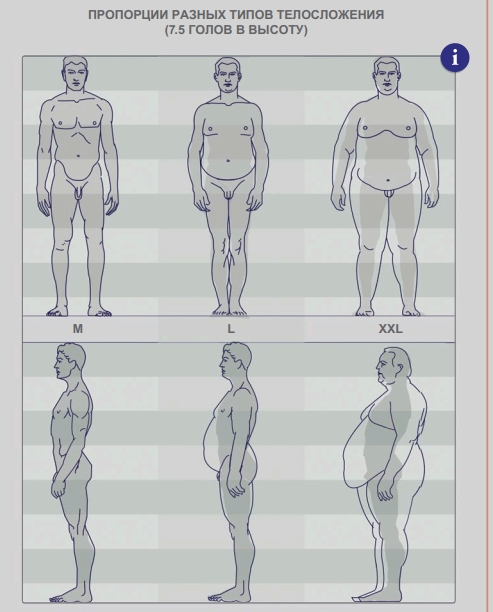 ПРОПОРЦИИ РАЗНЫХ ТИПОВ ТЕЛОСЛОЖЕНИЯ
(7.5 ГОЛОВ В ВЫСОТУ)
i
M
L
XXL